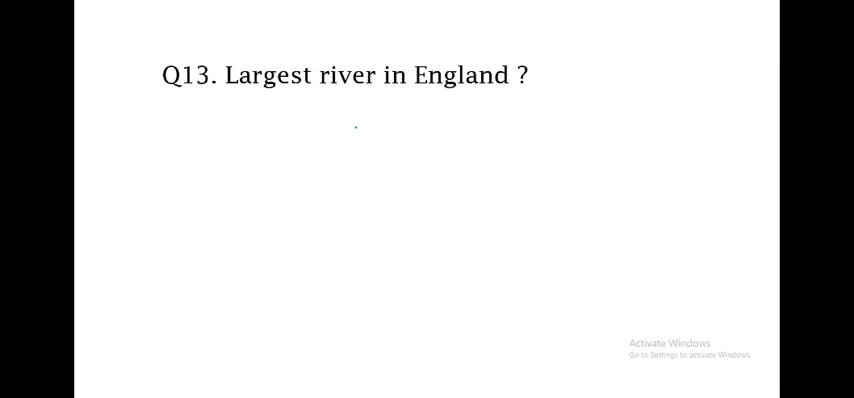 Q13. Largest river in England ?
Activate Windows
Go to Settings to activate Windows.